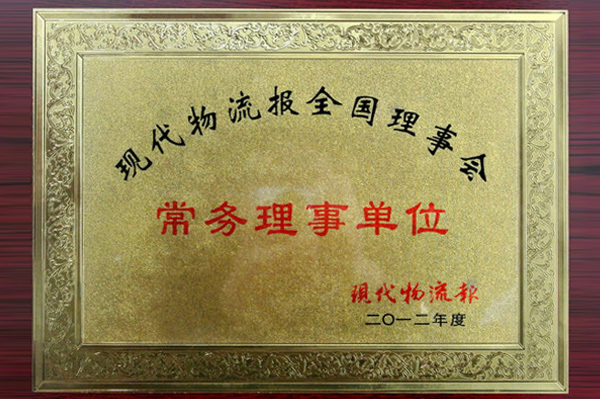 现代物流报全国理事会
常务理事单位
现代物流报
二〇一二年度